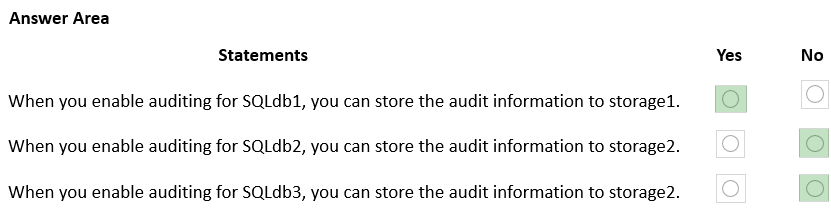 Answer Area
Statements Yes No
When you enable auditing for SQLdb1, you can store the audit information to storage1.
When you enable auditing for SQLdb2, you can store the audit information to storage2.
When you enable auditing for SQLdb3, you can store the audit information to storage2.